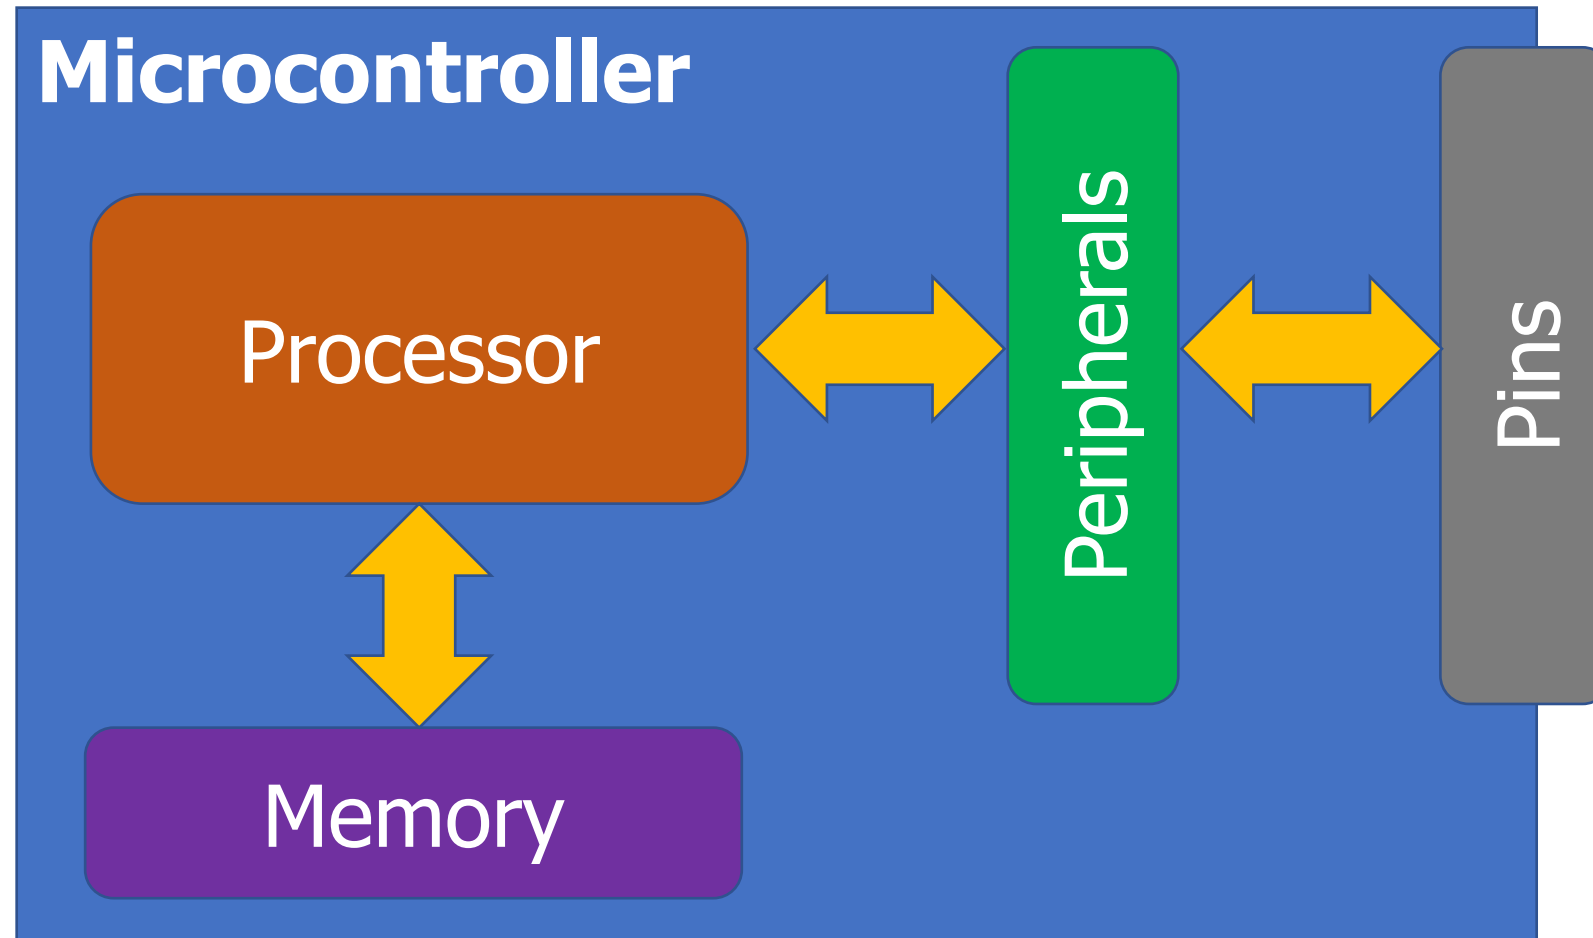 Microcontroller
Processor
Peripherals
Pins
Memory